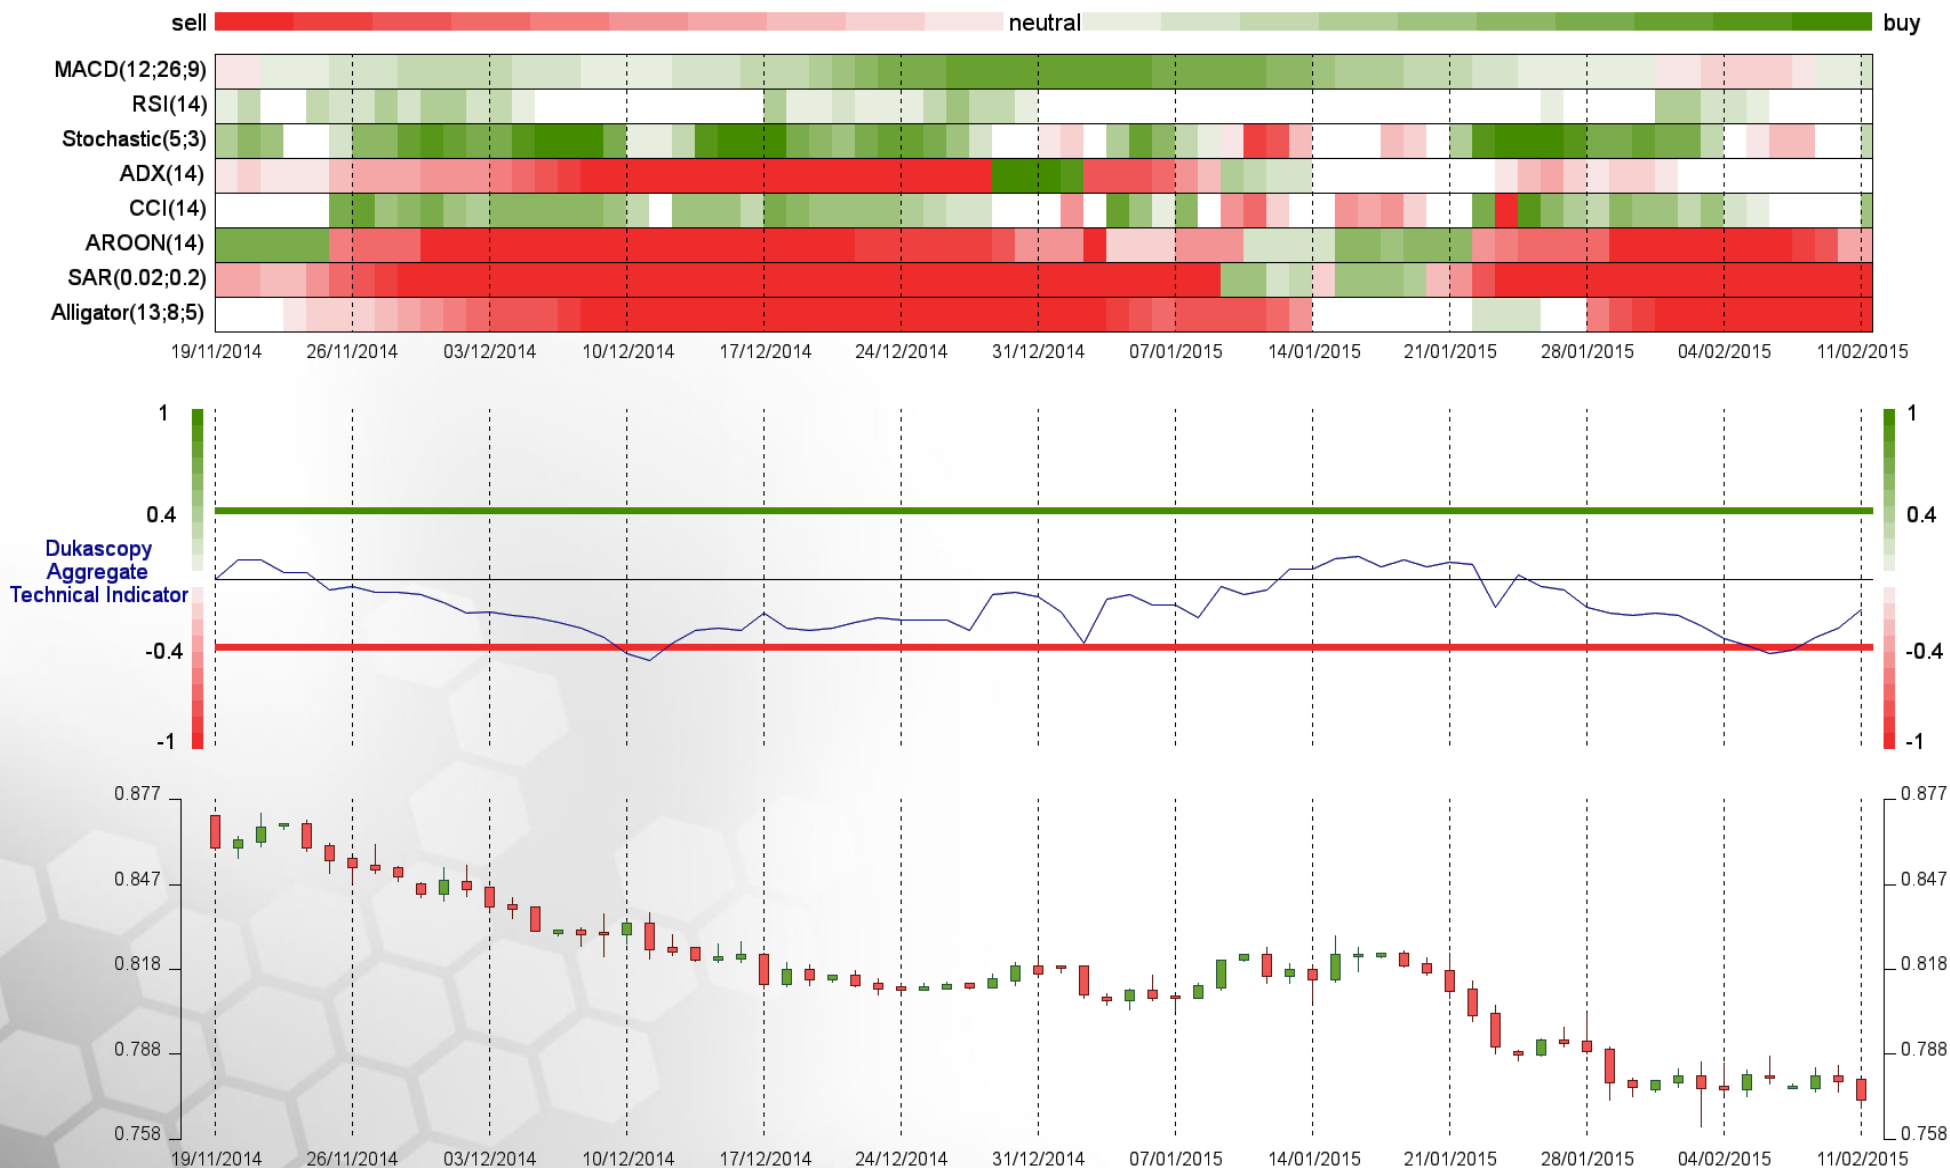 sell neutral buy
MACD(12;26;9)
RSI(14)
Stochastic(5;3)
ADX(14)
CCI(14)
AROON(14)
SAR(0.02;0.2)
Alligator(13;8;5)
19/11/2014 26/11/2014 03/12/2014 10/12/2014 17/12/2014 24/12/2014 31/12/2014 07/01/2015 14/01/2015 21/01/2015 28/01/2015 04/02/2015 11/02/2015
1 1
0.4 0.4
Dukascopy
Aggregate
Technical Indicator
-0.4 -0.4
-1 -1
0.877 0.877
0.847 0.847
0.818 0.818
0.788 0.788
0.758 0.758
19/11/2014 26/11/2014 03/12/2014 10/12/2014 17/12/2014 24/12/2014 31/12/2014 07/01/2015 14/01/2015 21/01/2015 28/01/2015 04/02/2015 11/02/2015